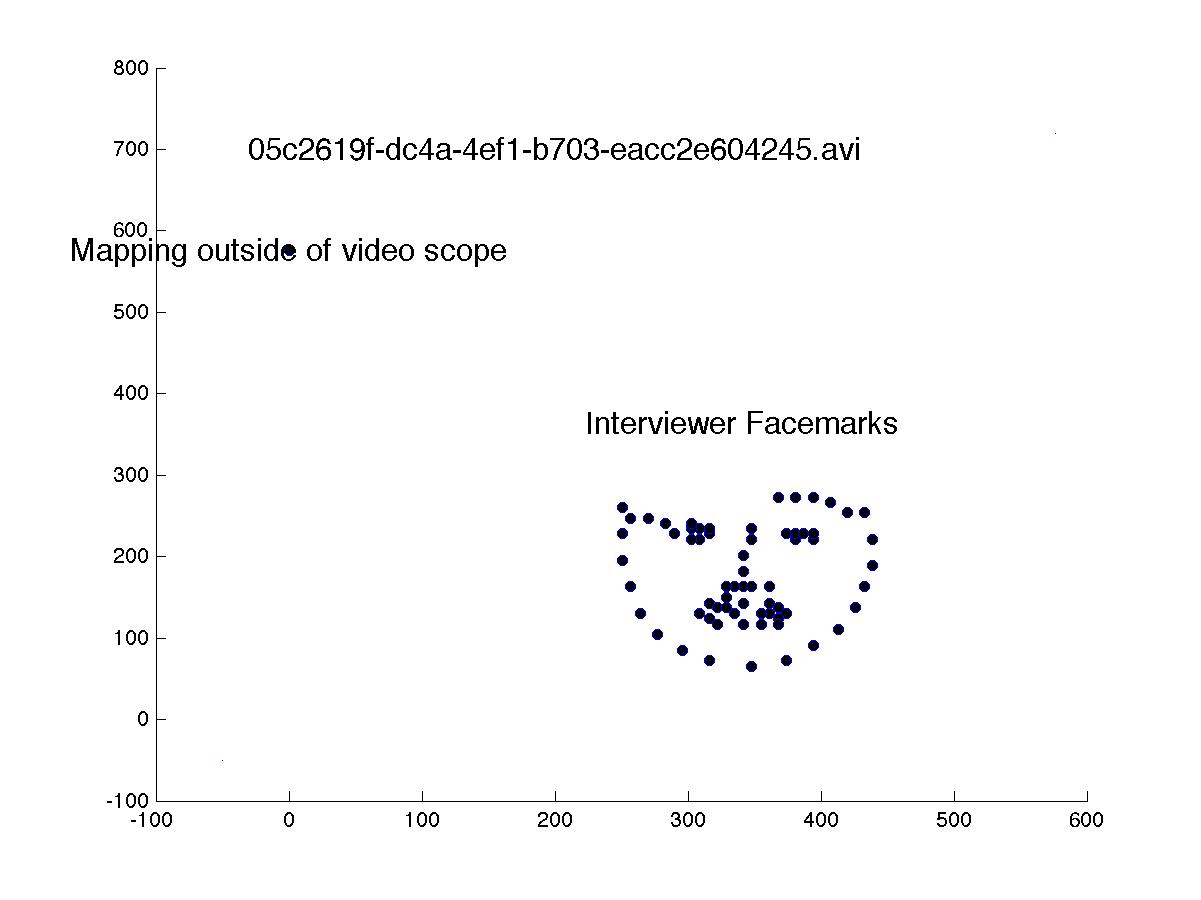 800
05c2619f-dc4a-4ef1-b703-eacc2e604245.avi
700
600
Mapping outside of video scope
500
400
Interviewer Facemarks
300
200
100
0
-100
-100 0 100 200 300 400 500 600